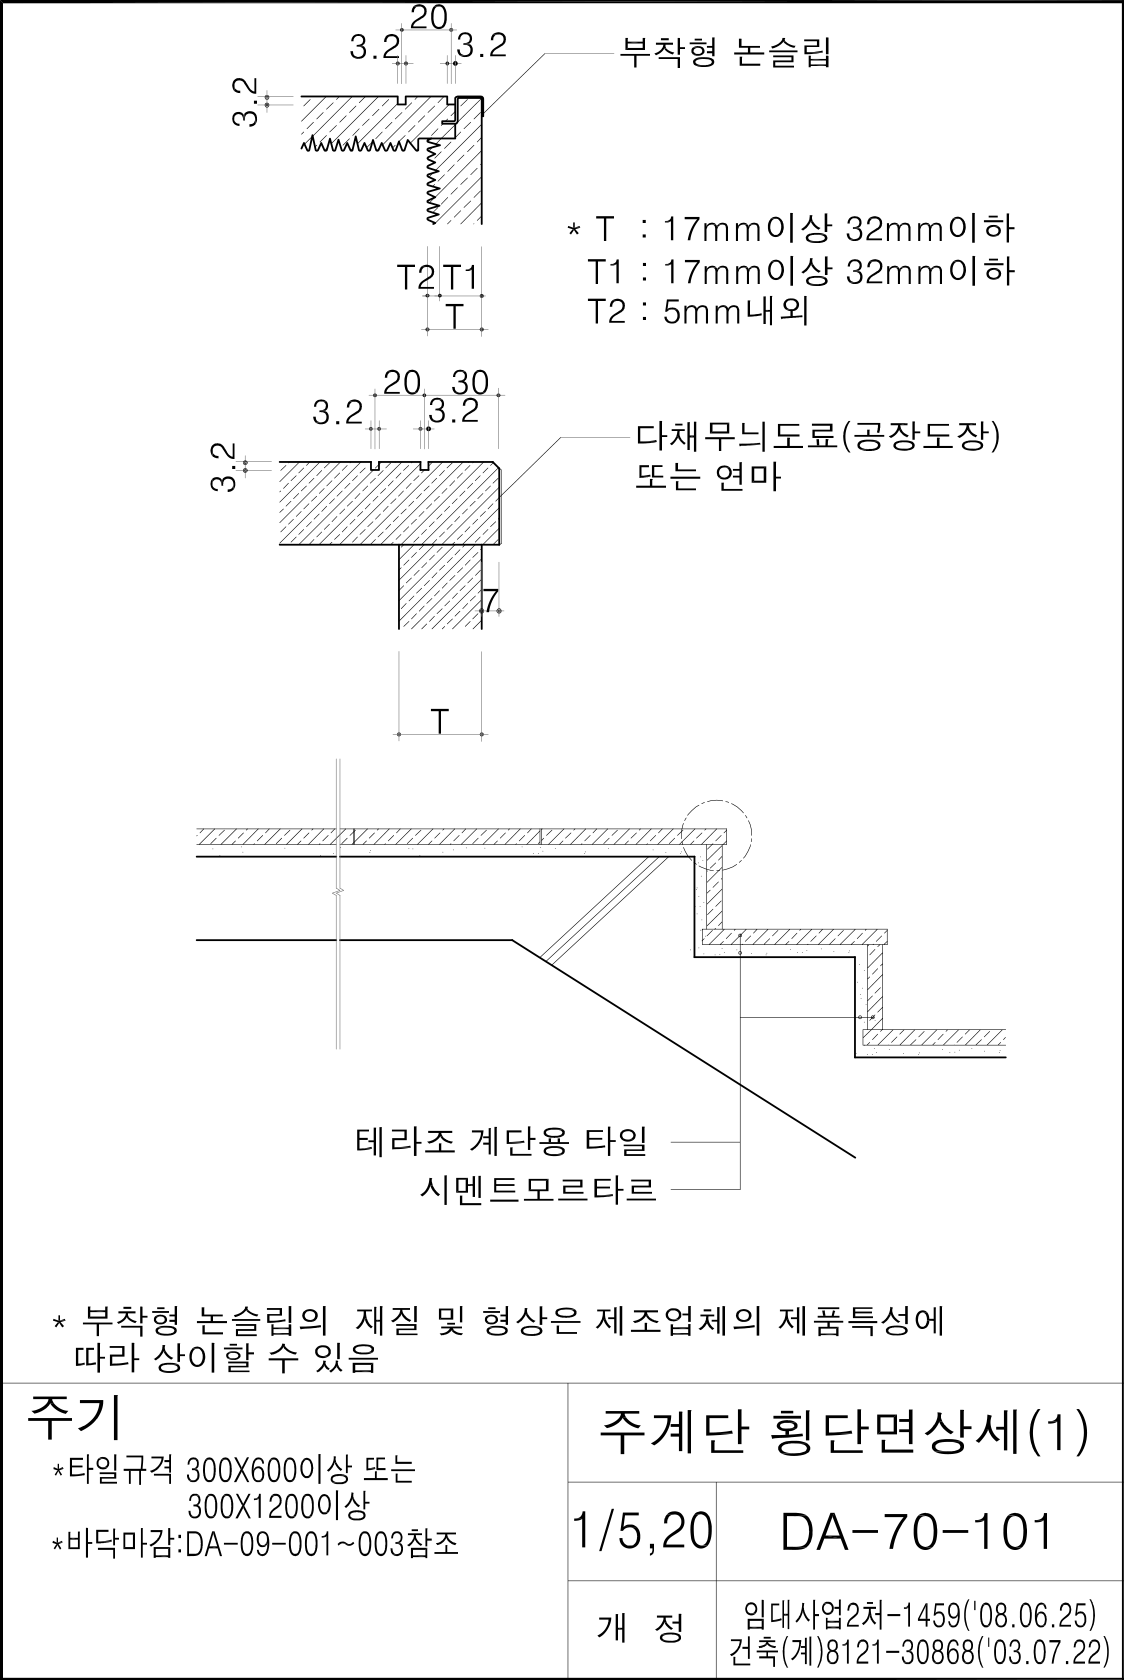 20
3.2
3.2
부착형 논슬립
3.2
* T : 17mm이상 32mm이하
T1 : 17mm이상 32mm이하
T2 : 5mm내외
T2
T1
T
20
30
3.2
3.2
다채무늬도료(공장도장)
또는 연마
3.2
7
T
테라조 계단용 타일
시멘트모르타르
* 부착형 논슬립의 재질 및 형상은 제조업체의 제품특성에
따라 상이할 수 있음
주기
*타일규격 300X600이상 또는
300X1200이상
*바닥마감:DA-09-001~003참조
주계단 횡단면상세(1)
1/5,20
DA-70-101
개 정
임대사업2처-1459('08.06.25)
건축(계)8121-30868('03.07.22)